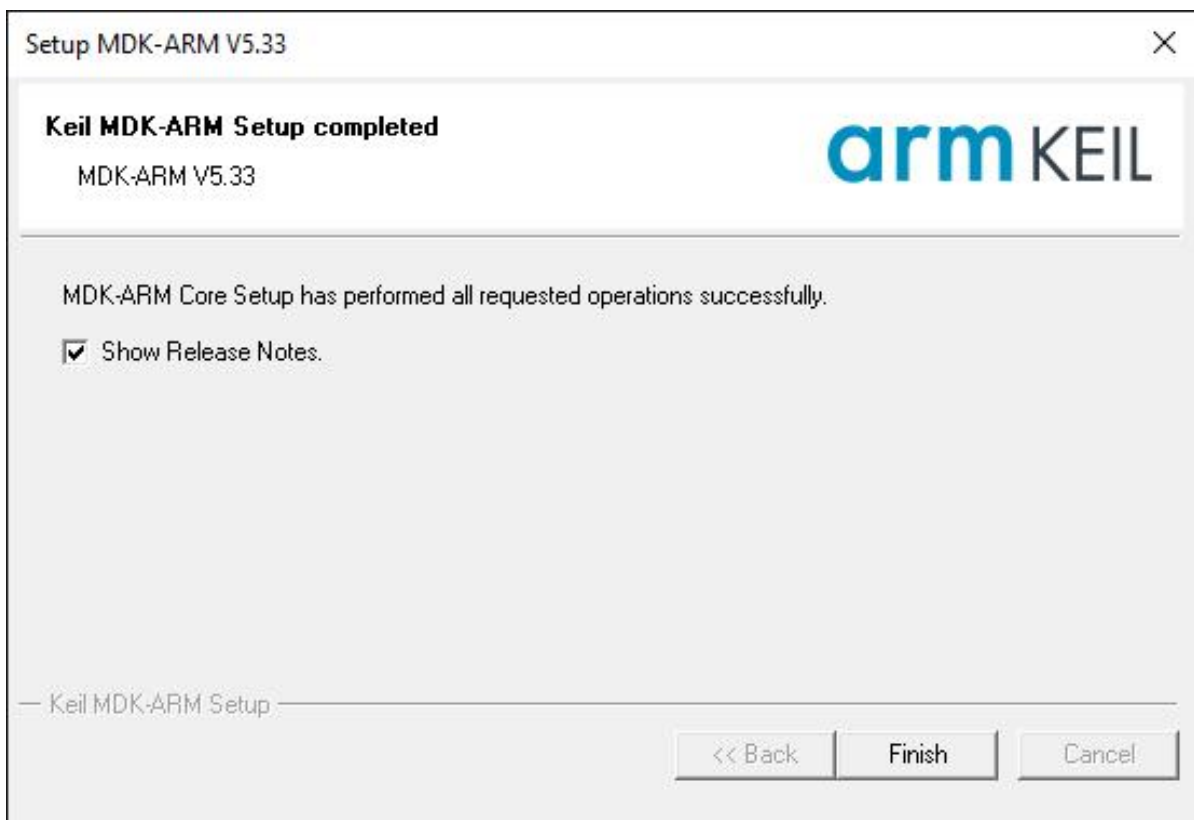 Setup MDK-ARM V5.33
Keil MDK-ARM Setup completed
MDK-ARM V5.33
arm KEIL
MDK-ARM Core Setup has performed all requested operations successfully.
Show Release Notes.
Keil MDK-ARM Setup
<< Back Finish Cancel